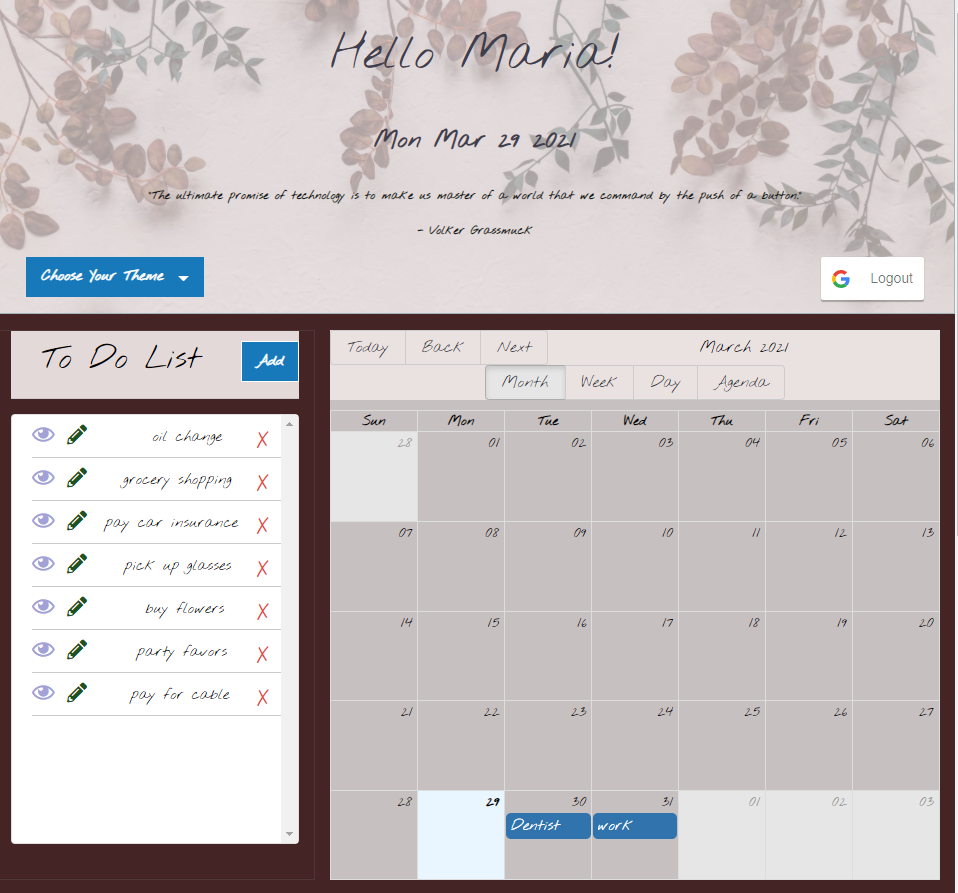 Hello Maria!
Mon Mar 29 2021
"The ultimate promise of technology is to make us master of a world that we command by the push of a button."
- Volker Grassmuck
Choose Your Theme
Logout
To Do List
Add
oil change
grocery shopping
pay car insurance
pick up glasses
buy flowers
party favors
pay for cable
Today Back Next March 2021
Month Week Day Agenda
Sun Mon Tue Wed Thu Fri Sat
28 01 02 03 04 05 06
07 08 09 10 11 12 13
14 15 16 17 18 19 20
21 22 23 24 25 26 27
28 29 30 31 01 02 03
Dentist work